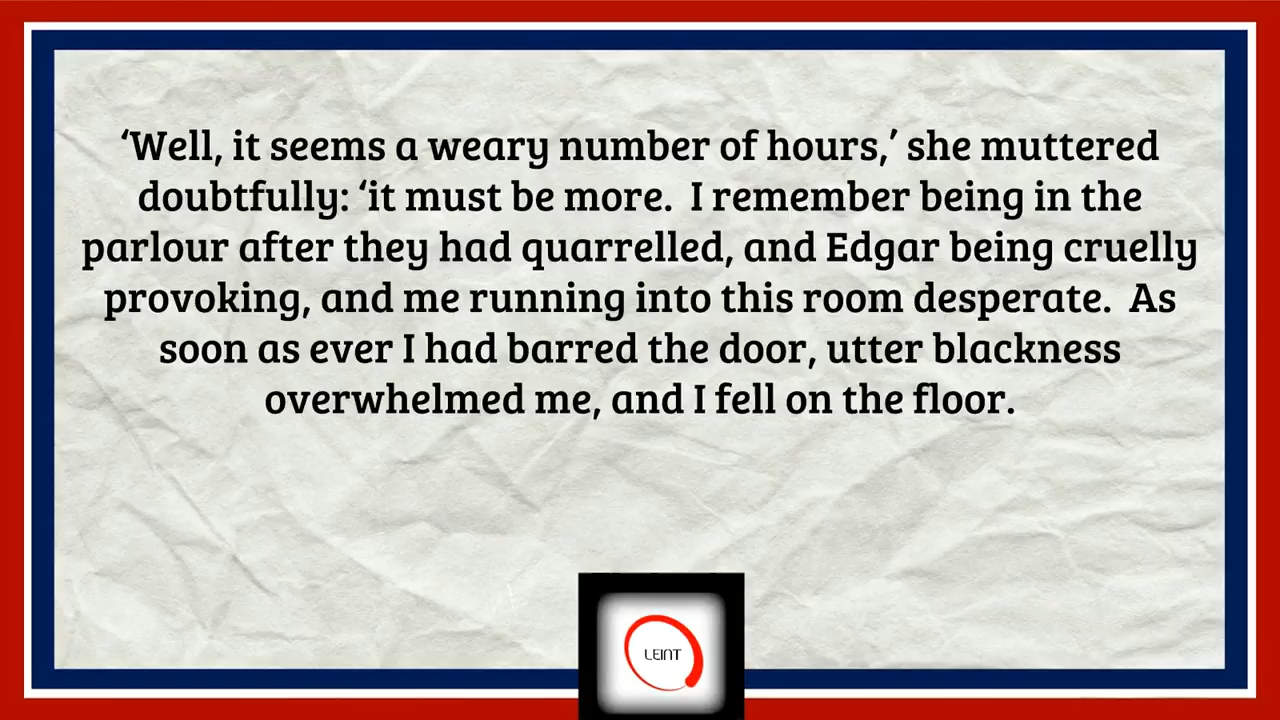 ‘Well, it seems a weary number of hours,’ she muttered
doubtfully: ‘it must be more.  I remember being in the
parlour after they had quarrelled, and Edgar being cruelly
provoking, and me running into this room desperate.  As
soon as ever I had barred the door, utter blackness
overwhelmed me, and I fell on the floor.
LEINT